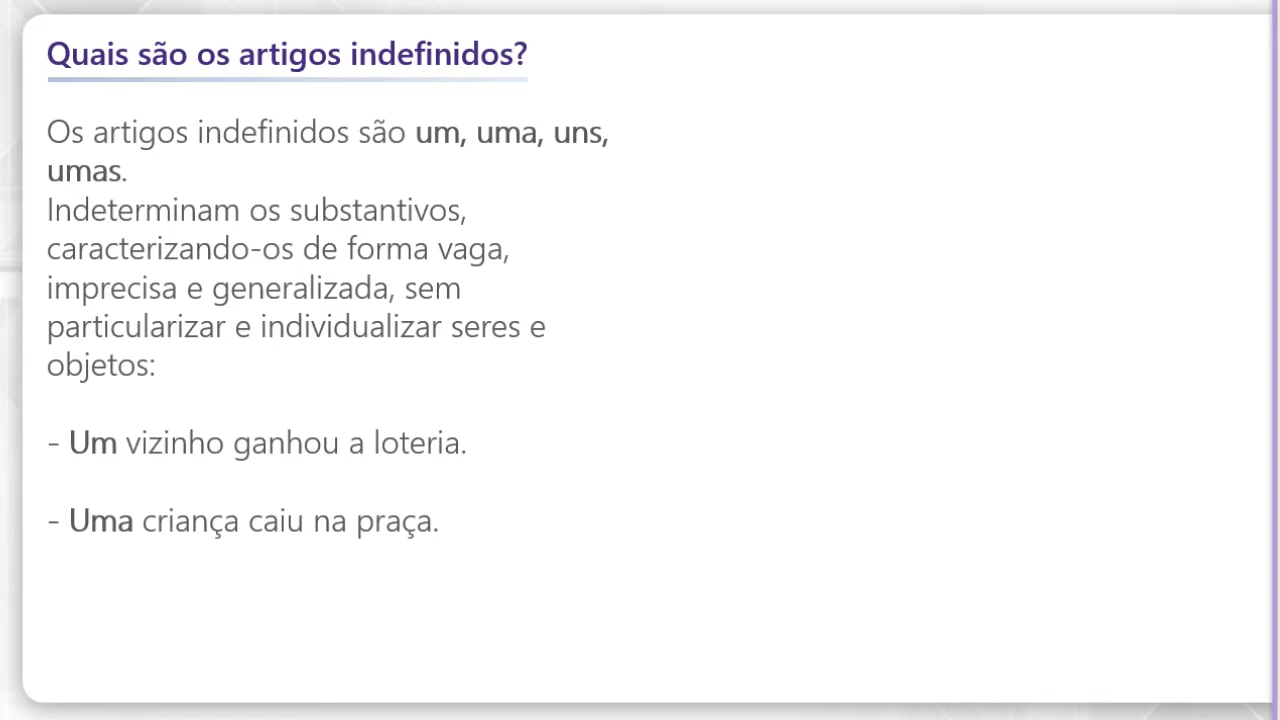 Quais são os artigos indefinidos?
Os artigos indefinidos são um, uma, uns,
umas.
Indeterminam os substantivos,
caracterizando-os de forma vaga,
imprecisa e generalizada, sem
particularizar e individualizar seres e
objetos:
- Um vizinho ganhou a loteria.
- Uma criança caiu na praça.